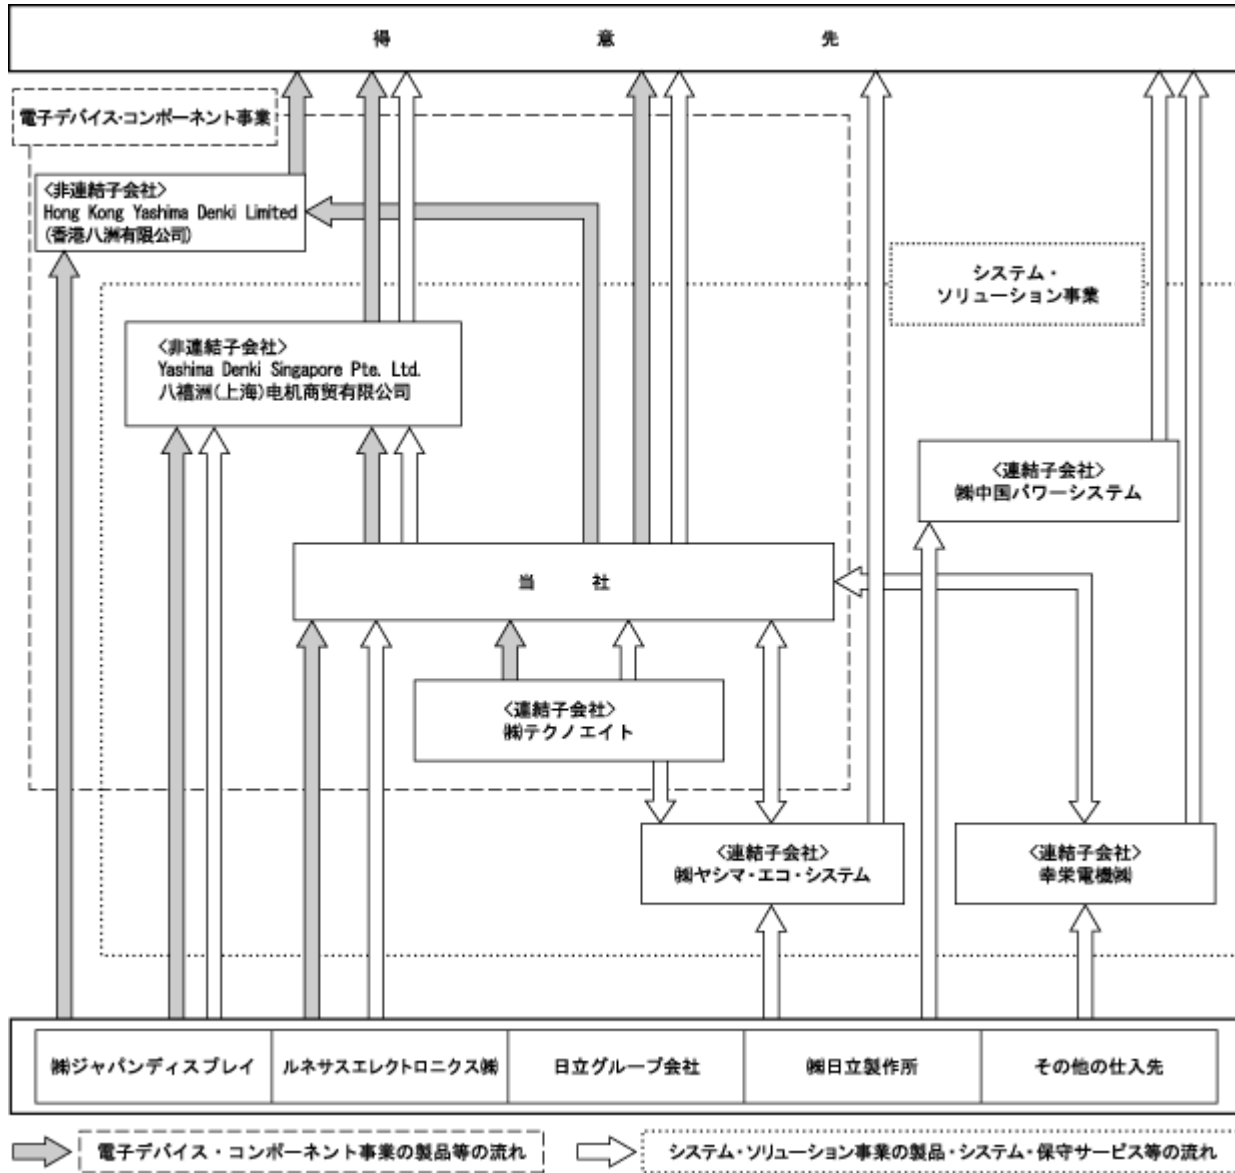 得意先
電子デバイス・コンポーネント事業
<非連結子会社>
Hong Kong Yashima Denki Limited
(香港八洲有限公司)
システム・
ソリューション事業
<非連結子会社>
Yashima Denki Singapore Pte. Ltd.
八禧洲(上海)电机商贸有限公司
<連結子会社>
㈱中国パワーシステム
当社
<連結子会社>
㈱テクノエイト
<連結子会社>
㈱ヤシマ・エコ・システム
<連結子会社>
幸栄電機㈱
㈱ジャパンディスプレイ
ルネサスエレクトロニクス㈱
日立グループ会社
㈱日立製作所
その他の仕入先
電子デバイス・コンポーネント事業の製品等の流れ
システム・ソリューション事業の製品・システム・保守サービス等の流れ